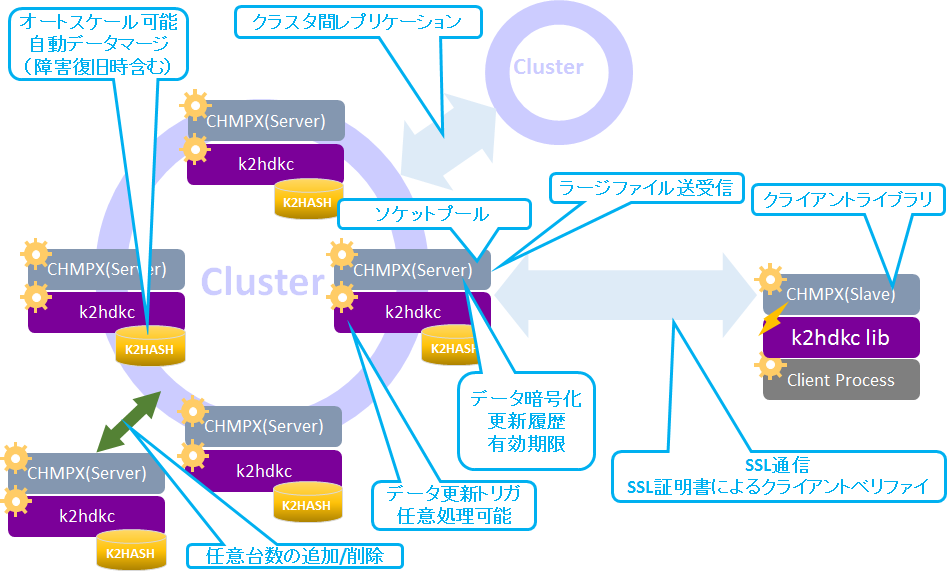 オートスケール可能
自動データマージ
（障害復旧時含む）
クラスタ間レプリケーション
Cluster
CHMPX(Server)
k2hdkc
K2HASH
ラージファイル送受信
クライアントライブラリ
ソケットプール
CHMPX(Server)
k2hdkc
K2HASH
Cluster
CHMPX(Server)
k2hdkc
K2HASH
CHMPX(Slave)
k2hdkc lib
Client Process
データ暗号化
更新履歴
有効期限
CHMPX(Server)
k2hdkc
K2HASH
CHMPX(Server)
k2hdkc
K2HASH
データ更新トリガ
任意処理可能
SSL通信
SSL証明書によるクライアントベリファイ
任意台数の追加/削除